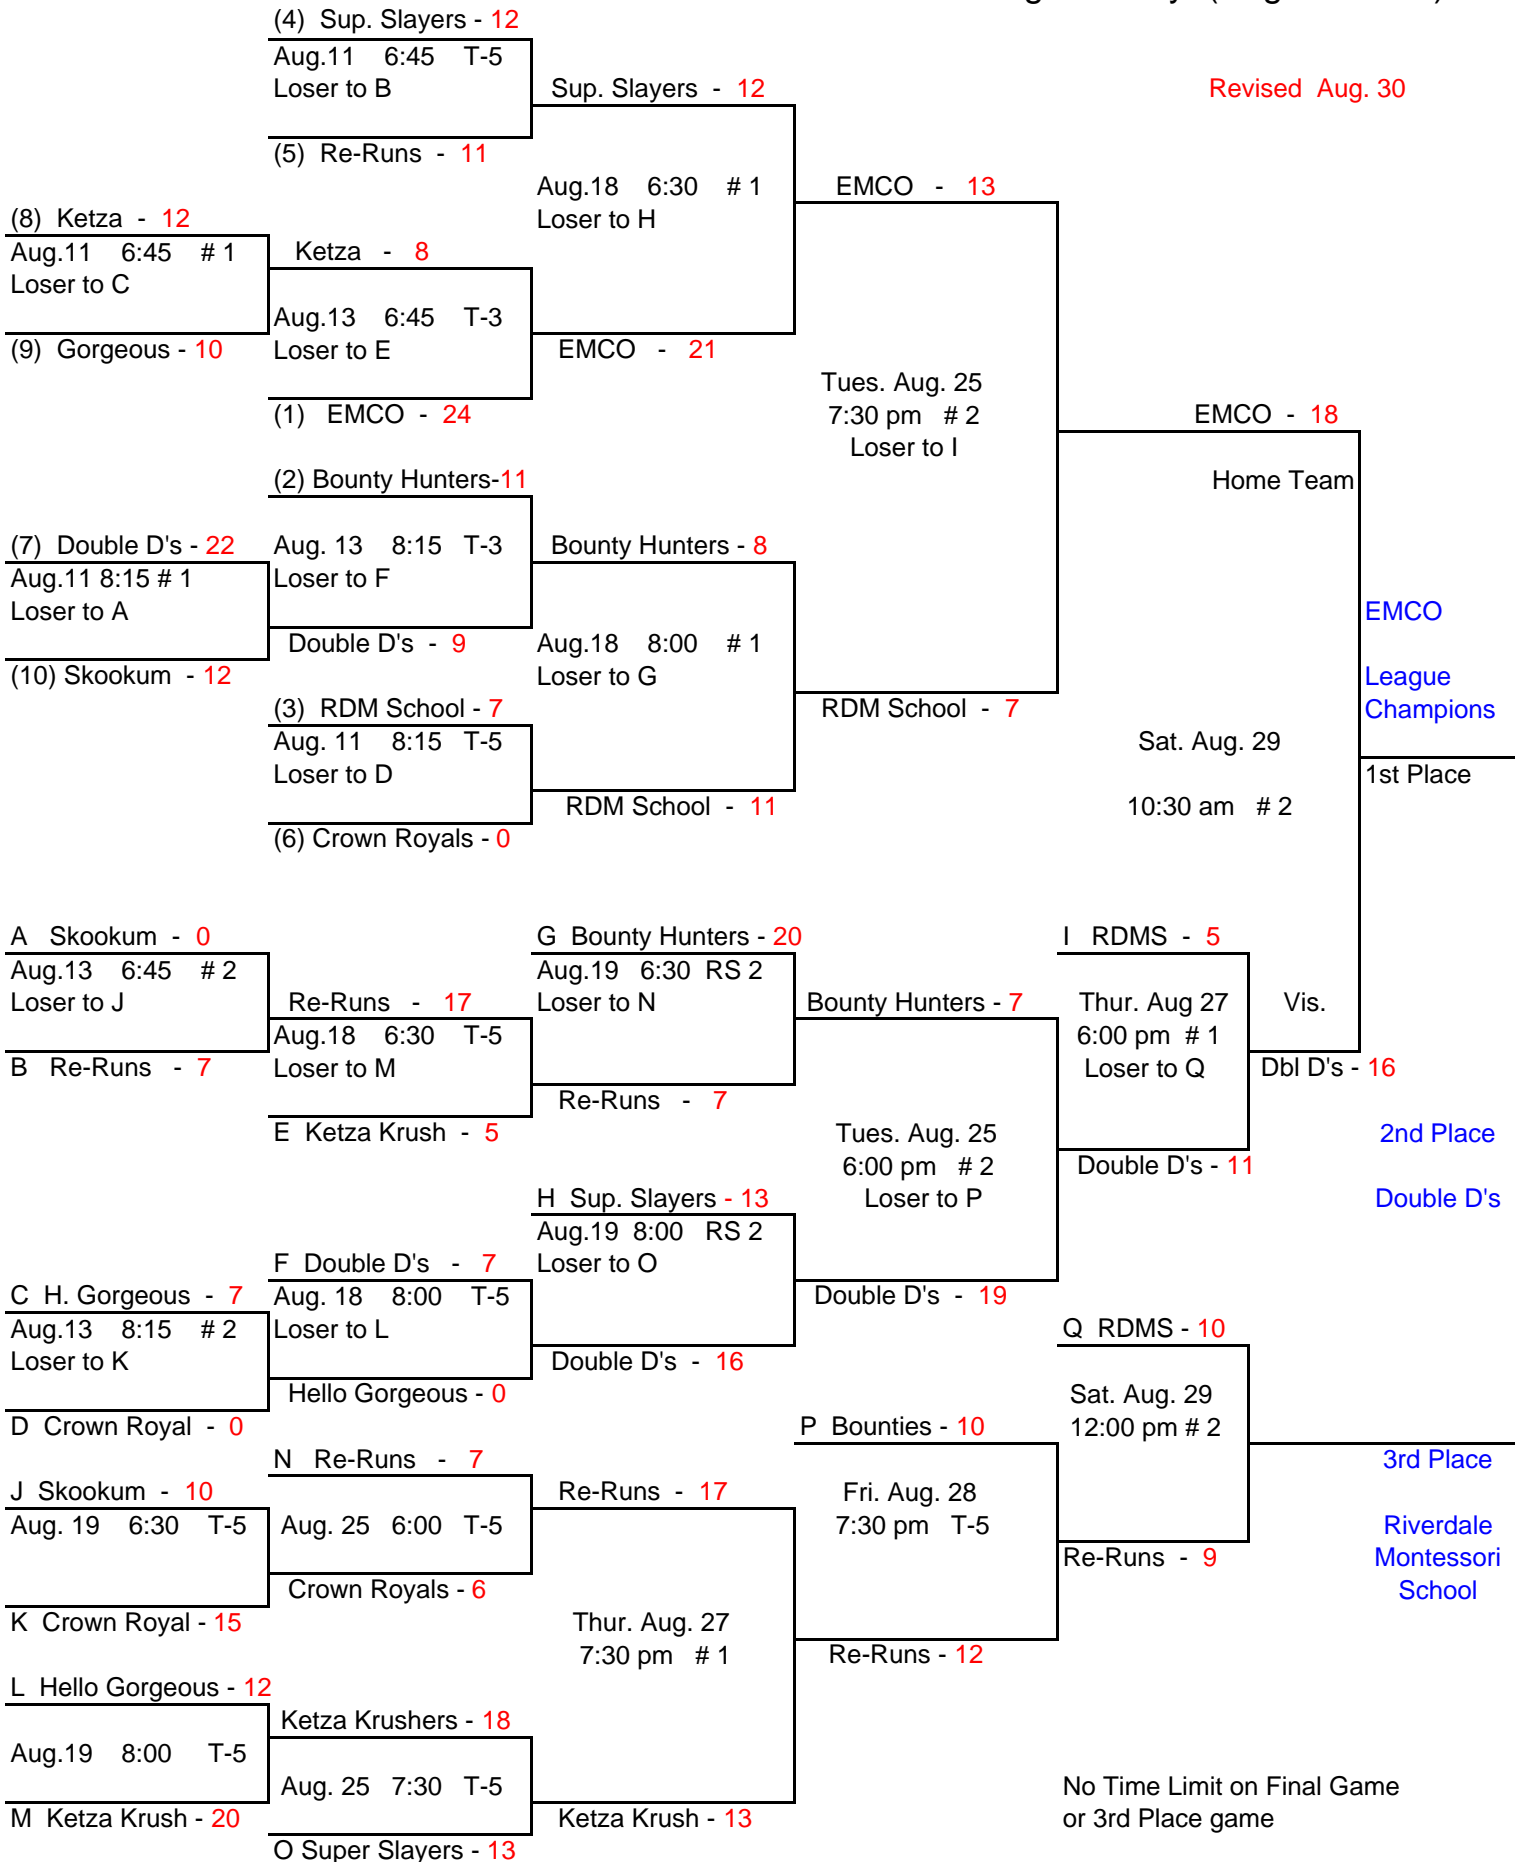 (4) Sup. Slayers - 12
Aug.11 6:45 T-5
Loser to B
Sup. Slayers - 12
Revised Aug. 30
(5) Re-Runs - 11
Aug.18 6:30 # 1
Loser to H
EMCO - 13
(8) Ketza - 12
Aug.11 6:45 # 1
Loser to C
Ketza - 8
Aug.13 6:45 T-3
Loser to E
(9) Gorgeous - 10
EMCO - 21
(1) EMCO - 24
Tues. Aug. 25
7:30 pm # 2
Loser to I
EMCO - 18
Home Team
(2) Bounty Hunters-11
(7) Double D's - 22
Aug. 13 8:15 T-3
Loser to F
Bounty Hunters - 8
Aug.11 8:15 # 1
Loser to A
Double D's - 9
Aug.18 8:00 # 1
Loser to G
(10) Skookum - 12
EMCO
League
Champions
(3) RDM School - 7
Aug. 11 8:15 T-5
Loser to D
RDM School - 7
Sat. Aug. 29
10:30 am # 2
1st Place
RDM School - 11
(6) Crown Royals - 0
A Skookum - 0
Aug.13 6:45 # 2
Loser to J
G Bounty Hunters - 20
Aug.19 6:30 RS 2
Loser to N
I RDMS - 5
Re-Runs - 17
Aug.18 6:30 T-5
Loser to M
Bounty Hunters - 7
Thur. Aug 27
6:00 pm # 1
Loser to Q
Vis.
B Re-Runs - 7
Dbl D's - 16
Re-Runs - 7
E Ketza Krush - 5
Tues. Aug. 25
6:00 pm # 2
Loser to P
2nd Place
Double D's
Double D's - 11
H Sup. Slayers - 13
Aug.19 8:00 RS 2
Loser to O
F Double D's - 7
Aug. 18 8:00 T-5
Loser to L
C H. Gorgeous - 7
Aug.13 8:15 # 2
Loser to K
Double D's - 19
Q RDMS - 10
Double D's - 16
Hello Gorgeous - 0
Sat. Aug. 29
12:00 pm # 2
D Crown Royal - 0
P Bounties - 10
N Re-Runs - 7
3rd Place
J Skookum - 10
Aug. 19 6:30 T-5
Re-Runs - 17
Fri. Aug. 28
7:30 pm T-5
Aug. 25 6:00 T-5
Riverdale
Montessori
School
Re-Runs - 9
Crown Royals - 6
K Crown Royal - 15
Thur. Aug. 27
7:30 pm # 1
Re-Runs - 12
L Hello Gorgeous - 12
Ketza Krushers - 18
Aug.19 8:00 T-5
Aug. 25 7:30 T-5
No Time Limit on Final Game
or 3rd Place game
M Ketza Krush - 20
Ketza Krush - 13
O Super Slayers - 13